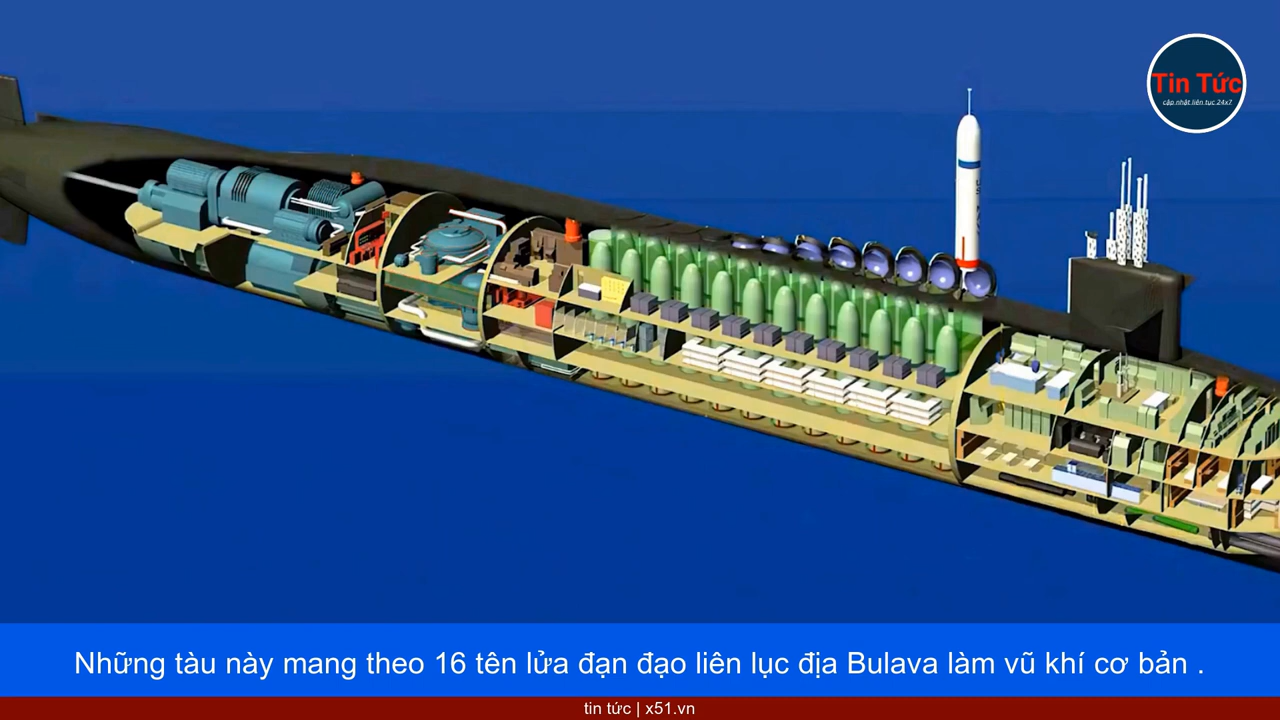 Tin Tức
cập nhật liên tục 24x7
Những tàu này mang theo 16 tên lửa đạn đạo liên lục địa Bulava làm vũ khí cơ bản .
tin tức | x51.vn